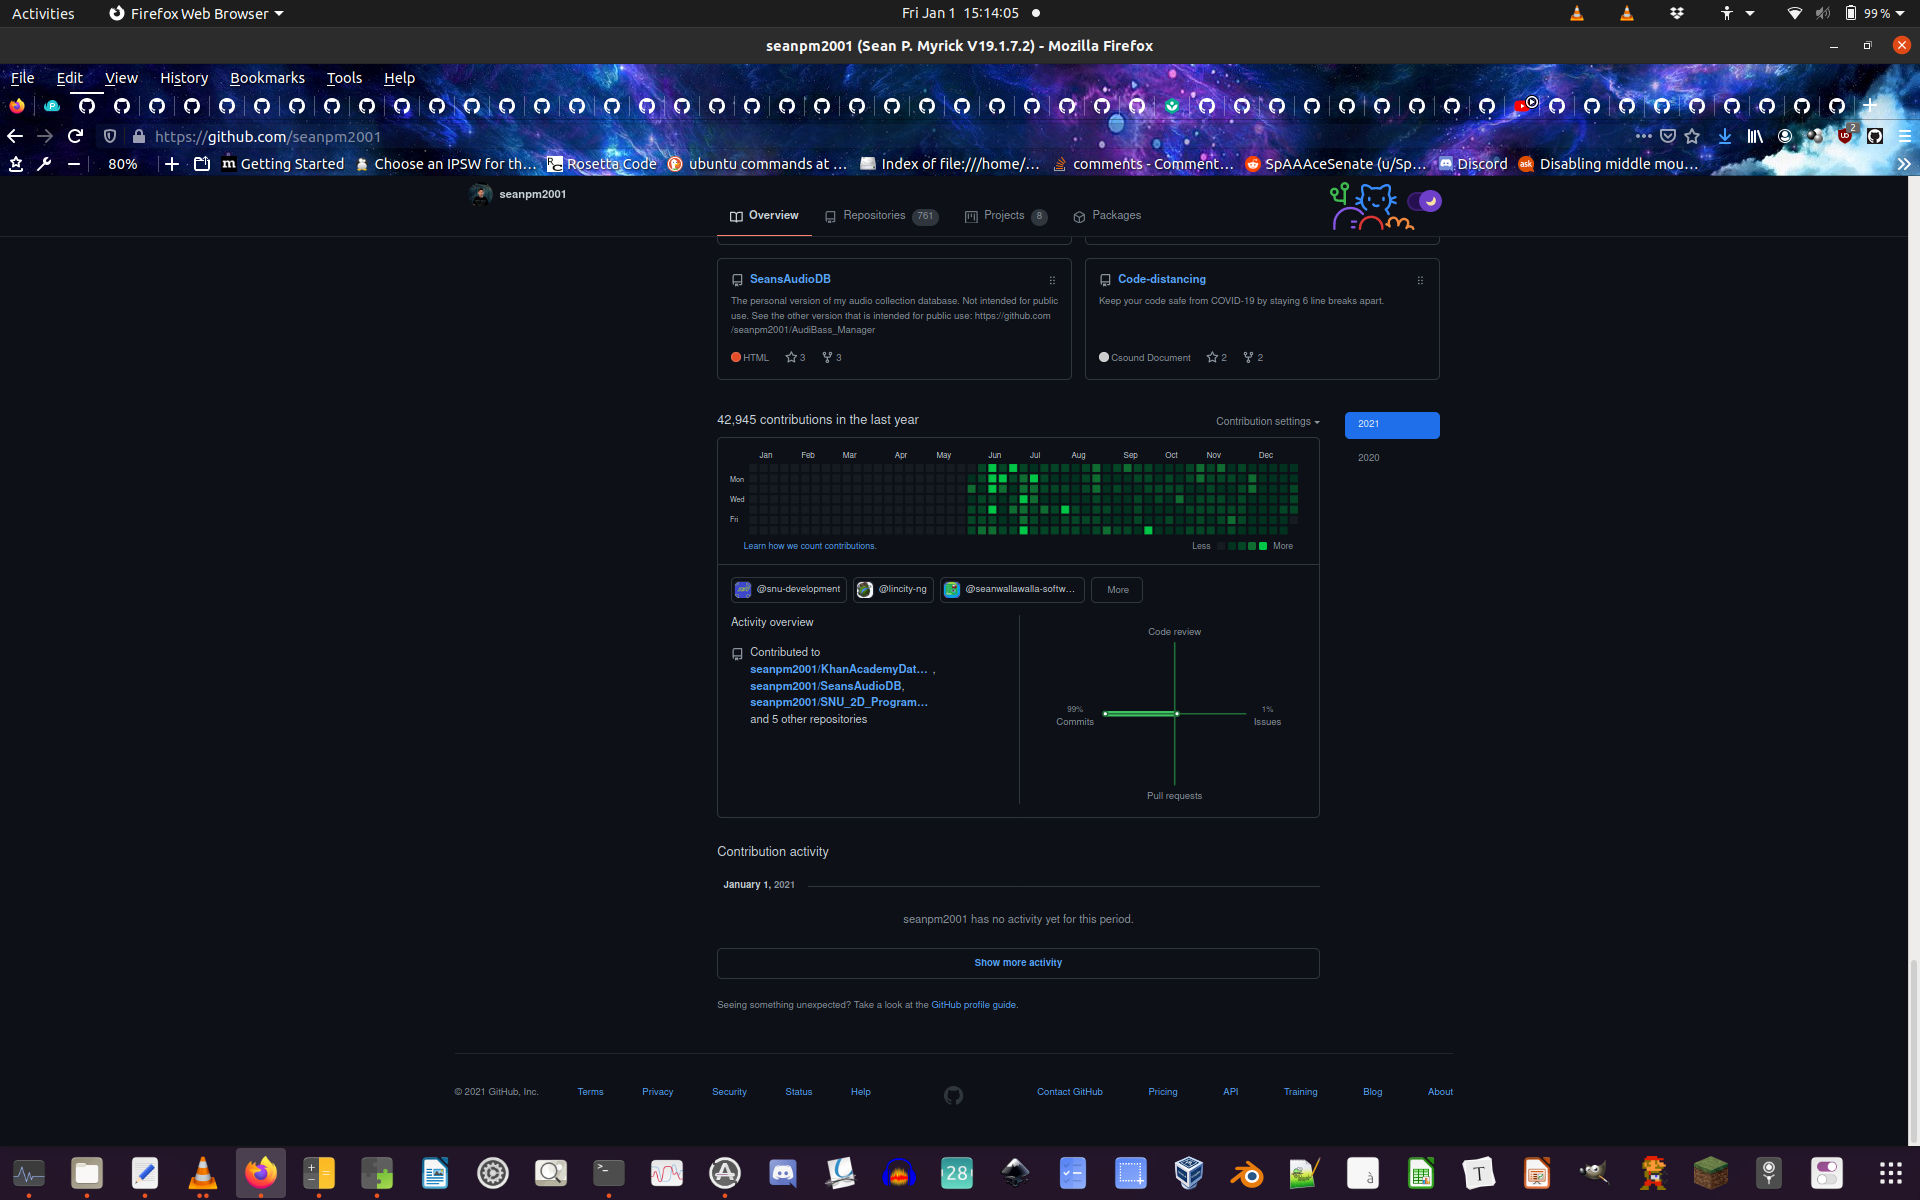 Activities
Firefox Web Browser
Fri Jan 1 15:14:05
99 %
seanpm2001 (Sean P. Myrick V19.1.7.2) - Mozilla Firefox
File Edit View History Bookmarks Tools Help
https://github.com/seanpm2001
2
80%
Getting Started
Choose an IPSW for th…
Rosetta Code
ubuntu commands at …
Index of file:///home/…
comments - Comment…
SpAAAceSenate (u/Sp…
Discord
Disabling middle mou…
seanpm2001
Overview
Repositories 761
Projects 8
Packages
SeansAudioDB
The personal version of my audio collection database. Not intended for public
use. See the other version that is intended for public use: https://github.com
/seanpm2001/AudiBass_Manager
HTML 3 3
Code-distancing
Keep your code safe from COVID-19 by staying 6 line breaks apart.
Csound Document 2 2
42,945 contributions in the last year
Contribution settings
2021
2020
Jan Feb Mar Apr May Jun Jul Aug Sep Oct Nov Dec
Mon
Wed
Fri
Learn how we count contributions.
Less More
@snu-development
@lincity-ng
@seanwallawalla-softw…
More
Activity overview
Contributed to
seanpm2001/KhanAcademyDat… ,
seanpm2001/SeansAudioDB,
seanpm2001/SNU_2D_Program…
and 5 other repositories
Code review
99%
Commits
1%
Issues
Pull requests
Contribution activity
January 1, 2021
seanpm2001 has no activity yet for this period.
Show more activity
Seeing something unexpected? Take a look at the GitHub profile guide.
© 2021 GitHub, Inc. Terms Privacy Security Status Help Contact GitHub Pricing API Training Blog About
28